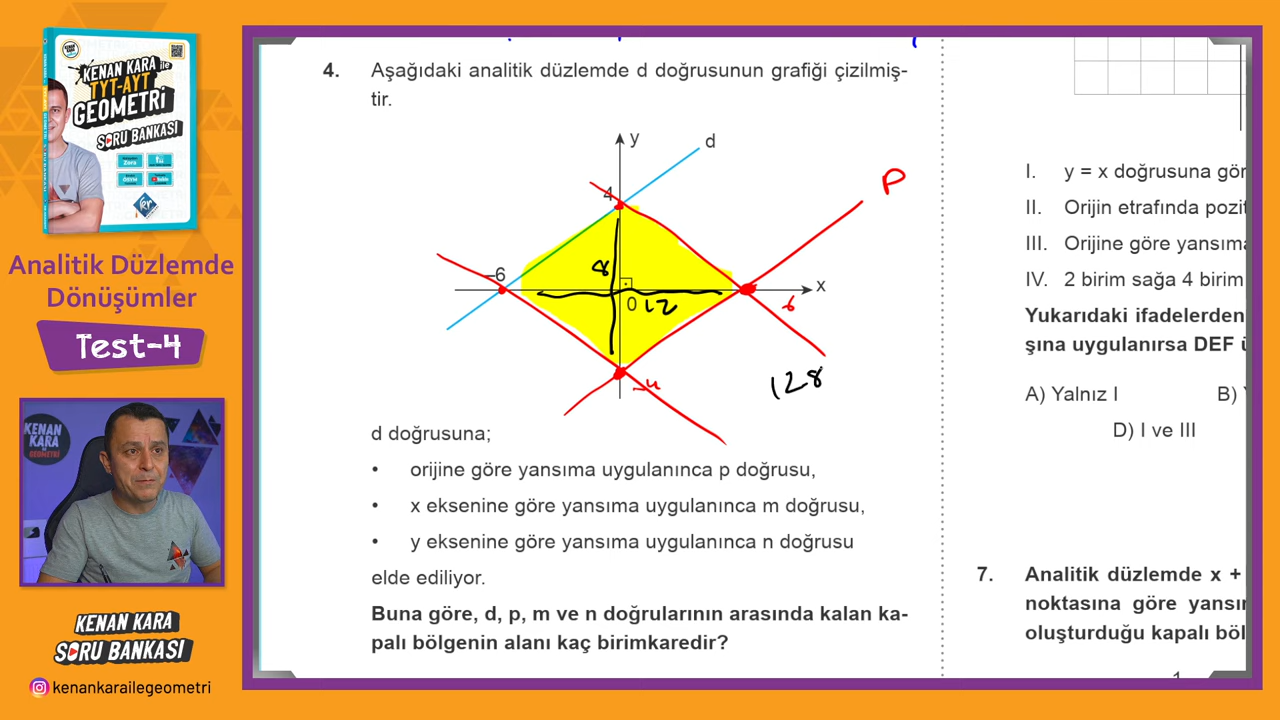 KENAN KARA ile
TYT-AYT
GEOMETRİ
SORU BANKASI
Analitik Düzlemde
Dönüşümler
Test-4
KENAN
KARA
GEOMETRİ
KENAN KARA
SORU BANKASI
kenankarailegeometri
4. Aşağıdaki analitik düzlemde d doğrusunun grafiği çizilmiş-
tir.
y
d
P
4
8
-6
x
0
12
6
-4
128
d doğrusuna;
• orijine göre yansıma uygulanınca p doğrusu,
• x eksenine göre yansıma uygulanınca m doğrusu,
• y eksenine göre yansıma uygulanınca n doğrusu
elde ediliyor.
Buna göre, d, p, m ve n doğrularının arasında kalan ka-
palı bölgenin alanı kaç birimkaredir?
I. y = x doğrusuna gör
II. Orijin etrafında pozit
III. Orijine göre yansıma
IV. 2 birim sağa 4 birim
Yukarıdaki ifadelerden
şına uygulanırsa DEF ü
A) Yalnız I B) Y
D) I ve III
7. Analitik düzlemde x +
noktasına göre yansır
oluşturduğu kapalı böl